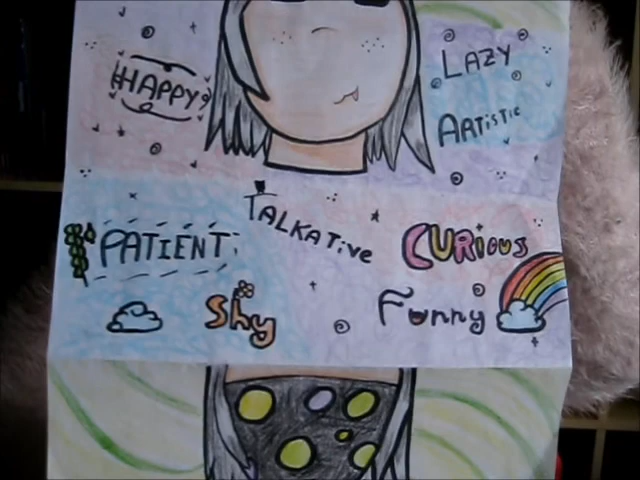 HAPPY
LAZY
ARTiSTiC
TALKATiVe
PATIENT
CURious
Shy
Funny